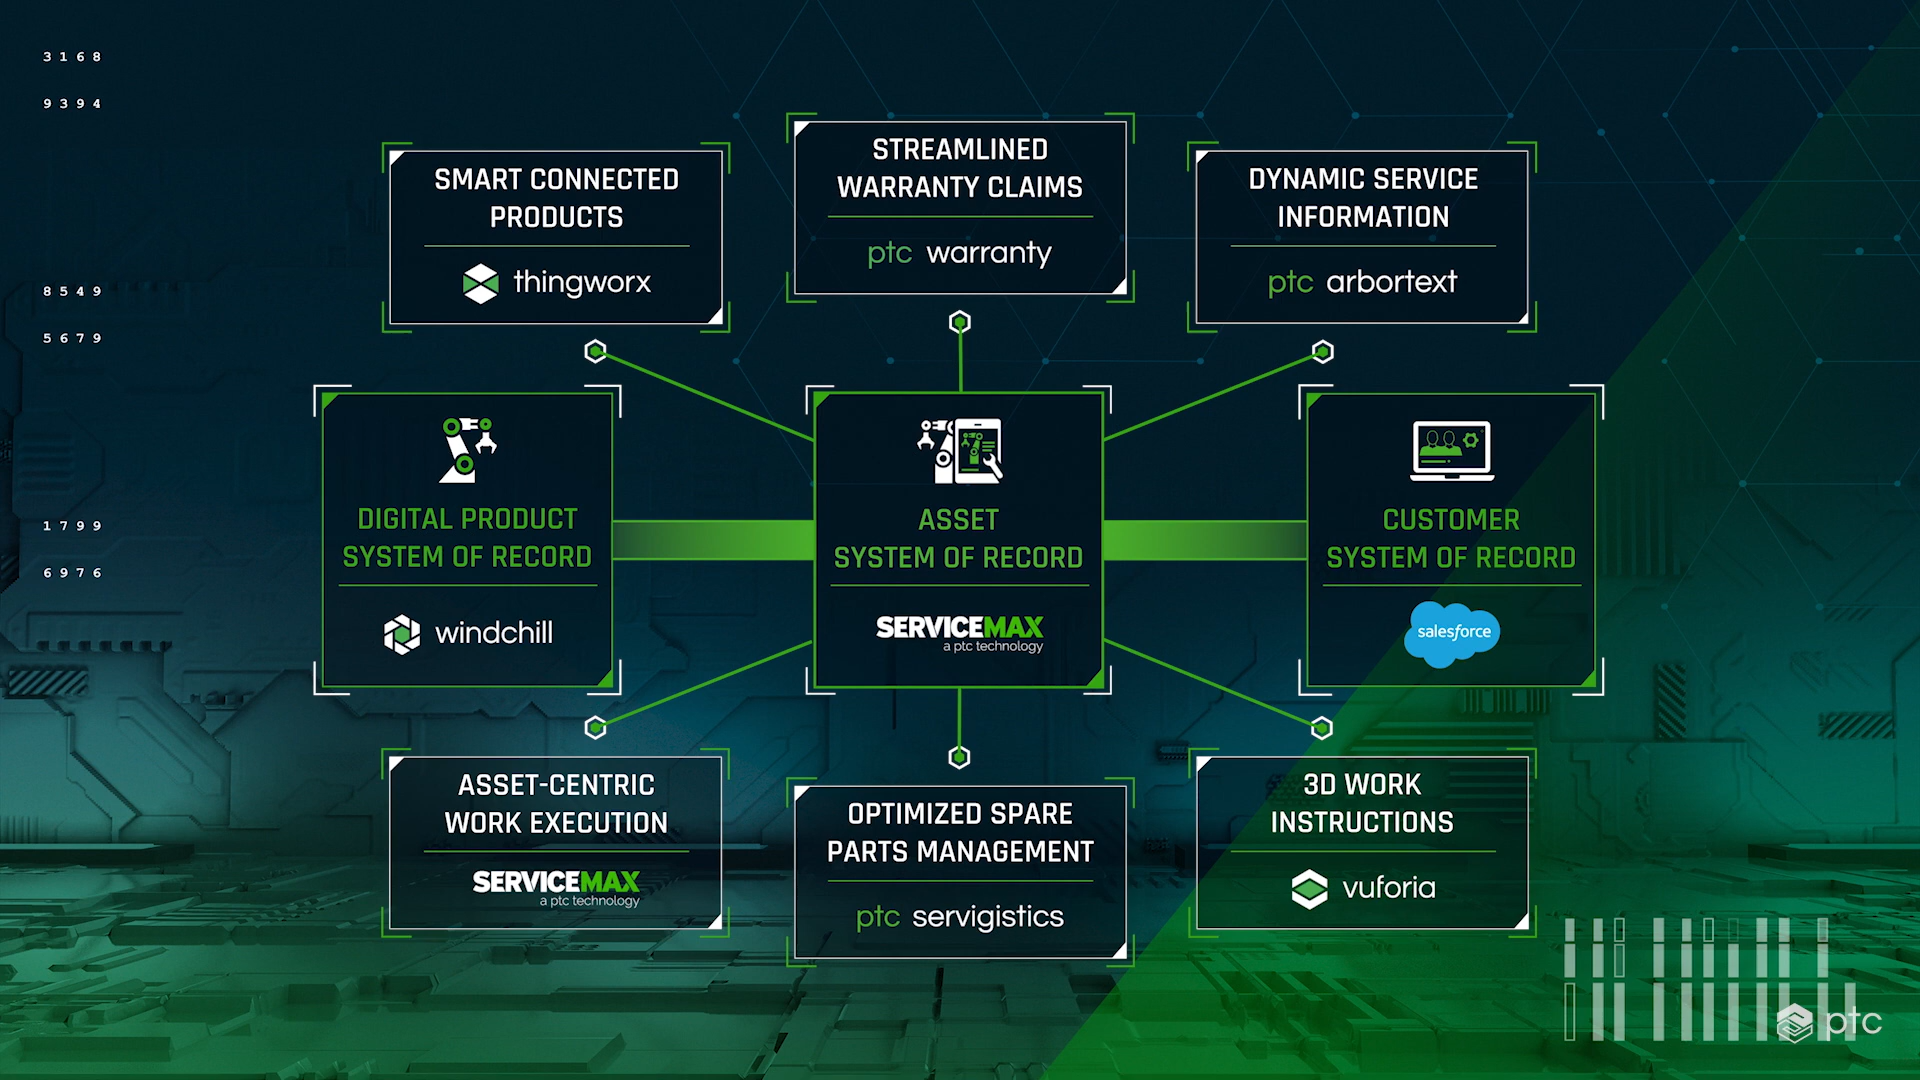 3168
9394
8549
5679
1799
6976
SMART CONNECTED
PRODUCTS
thingworx
STREAMLINED
WARRANTY CLAIMS
ptc warranty
DYNAMIC SERVICE
INFORMATION
ptc arbortext
DIGITAL PRODUCT
SYSTEM OF RECORD
windchill
ASSET
SYSTEM OF RECORD
SERVICEMAX
a ptc technology
CUSTOMER
SYSTEM OF RECORD
salesforce
ASSET-CENTRIC
WORK EXECUTION
SERVICEMAX
a ptc technology
OPTIMIZED SPARE
PARTS MANAGEMENT
ptc servigistics
3D WORK
INSTRUCTIONS
vuforia
ptc